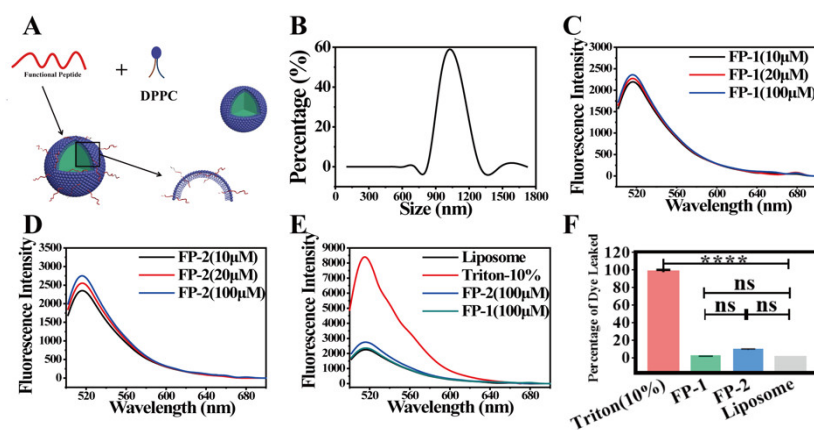 A
Functional Peptide
+
DPPC
B
Percentage (%)
60
40
20
0
0 300 600 900 1200 1500 1800
Size (nm)
C
Fluorescence Intensity
3000
2500
2000
1500
1000
500
0
520 560 600 640 680
Wavelength (nm)
FP-1(10μM)
FP-1(20μM)
FP-1(100μM)
D
Fluorescence Intensity
3500
3000
2500
2000
1500
1000
500
0
520 560 600 640 680
Wavelength (nm)
FP-2(10μM)
FP-2(20μM)
FP-2(100μM)
E
Fluorescence Intensity
9000
8000
7000
6000
5000
4000
3000
2000
1000
0
520 560 600 640 680
Wavelength (nm)
Liposome
Triton-10%
FP-2(100μM)
FP-1(100μM)
F
Percentage of Dye Leaked
120
100
80
60
40
20
0
****
ns
ns
ns
Triton(10%)
FP-1
FP-2
Liposome